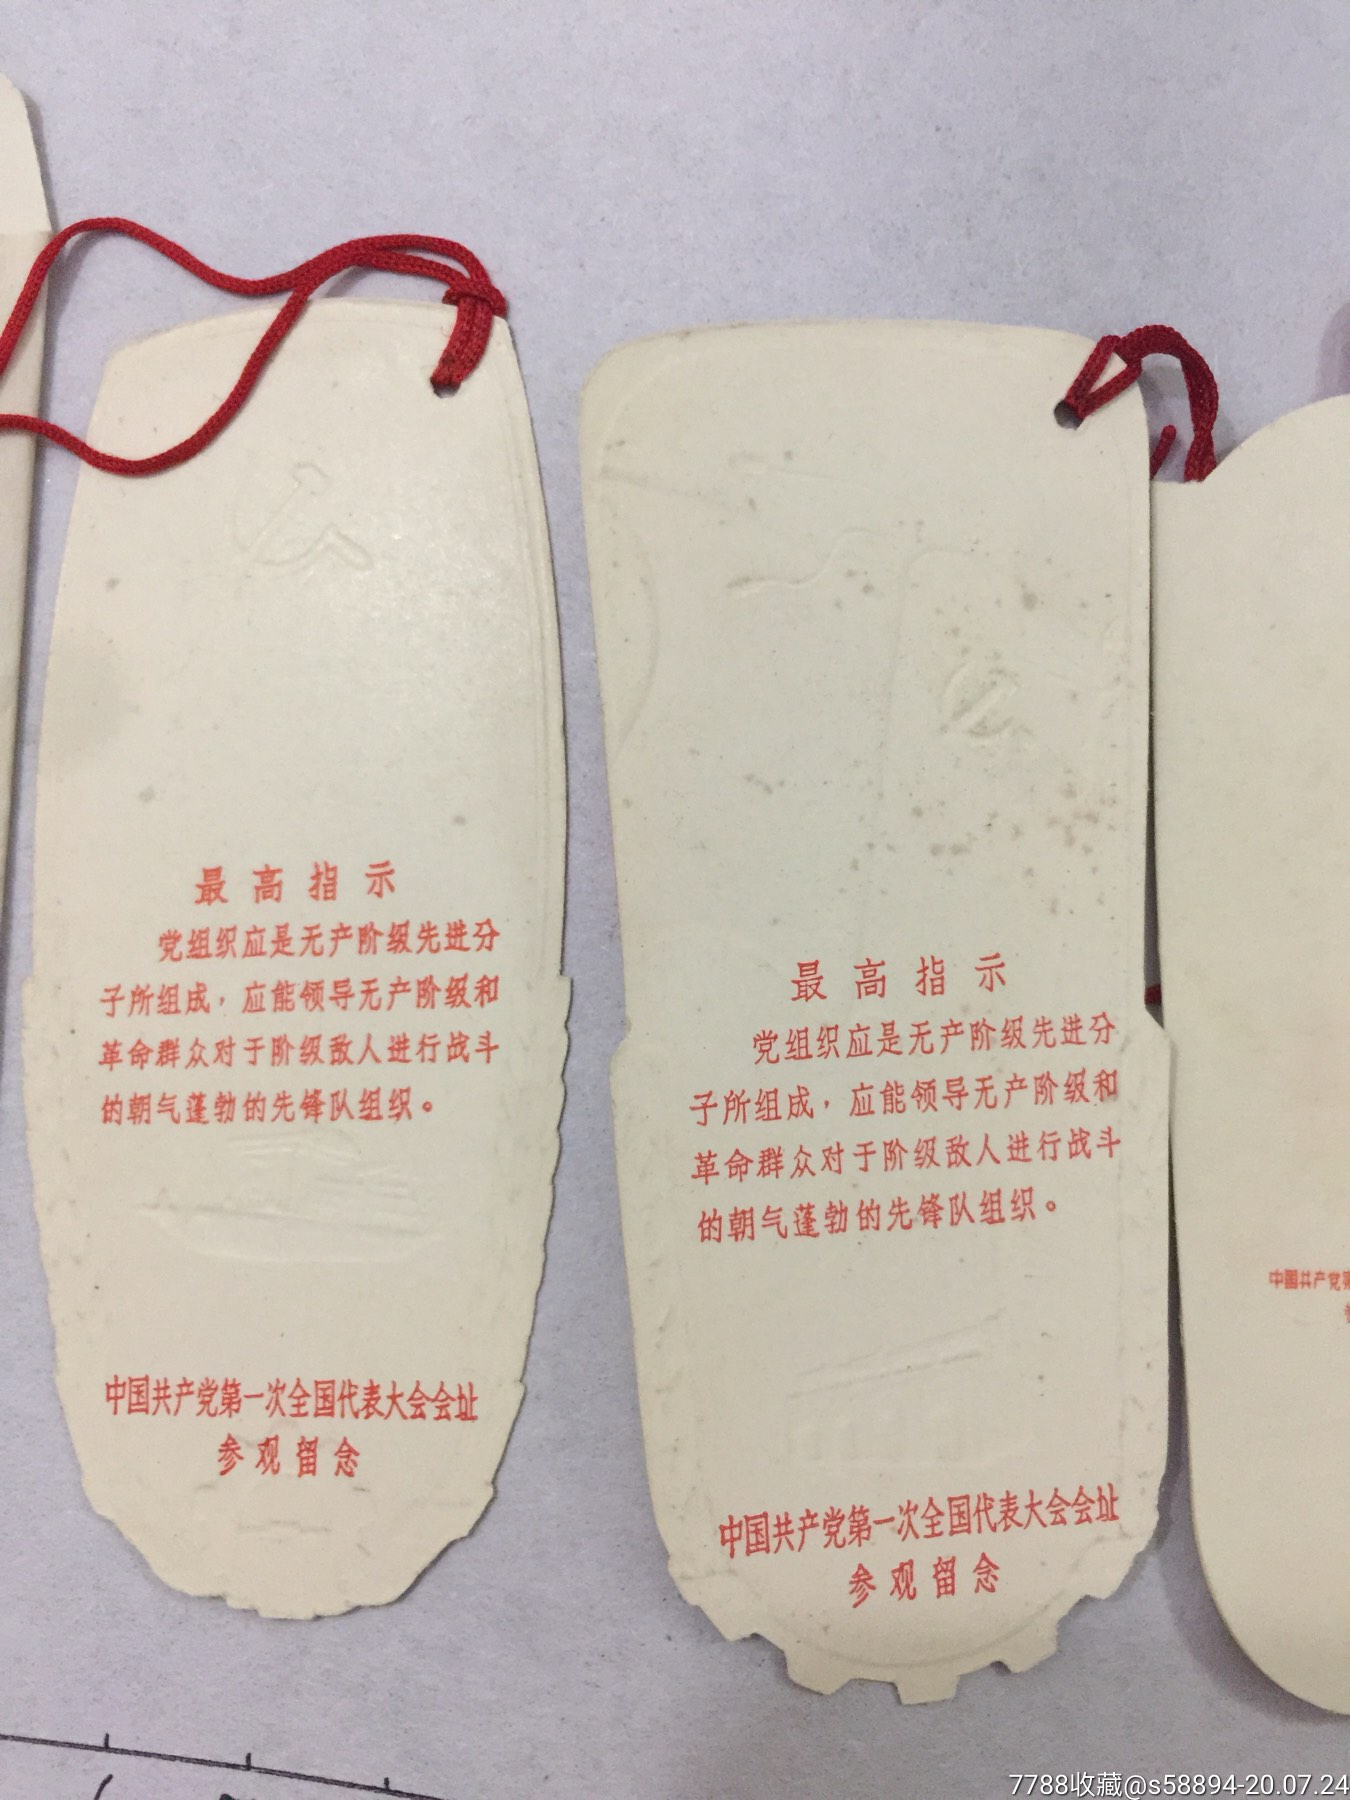 最高指示
党组织应是无产阶级先进分
子所组成，应能领导无产阶级和
革命群众对于阶级敌人进行战斗
的朝气蓬勃的先锋队组织。
中国共产党第一次全国代表大会会址
参观留念
最高指示
党组织应是无产阶级先进分
子所组成，应能领导无产阶级和
革命群众对于阶级敌人进行战斗
的朝气蓬勃的先锋队组织。
中国共产党第一次全国代表大会会址
参观留念
中国共产党第
7788收藏@s58894-20.07.24